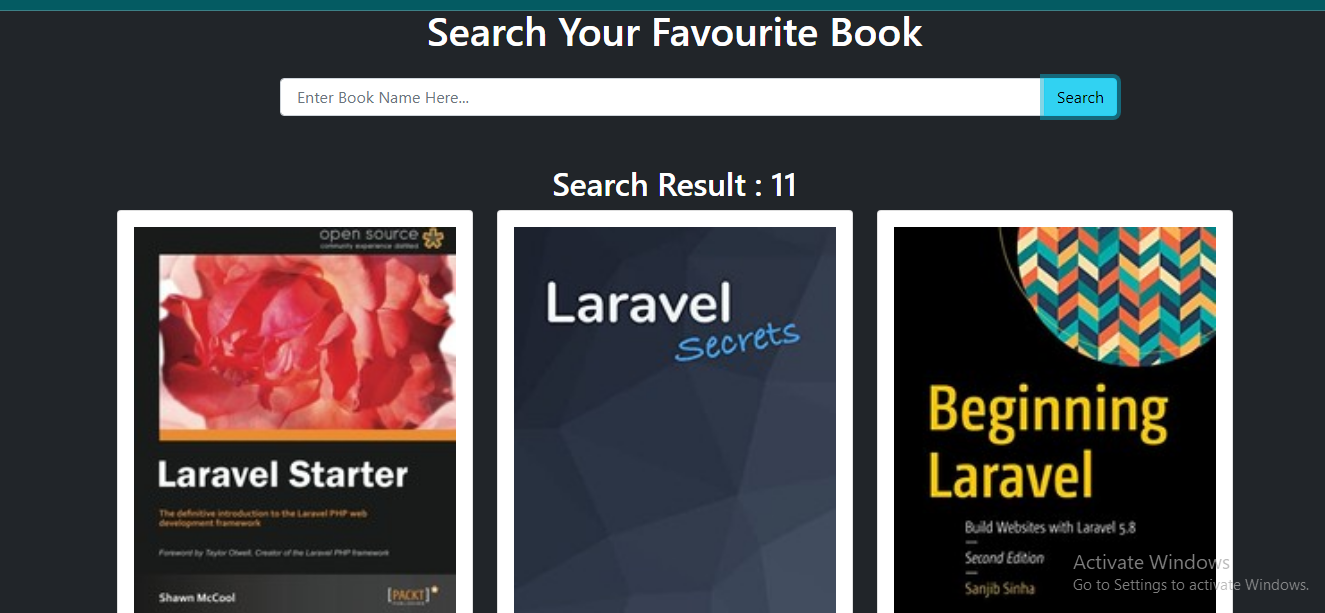 Search Your Favourite Book
Enter Book Name Here...
Search
Search Result : 11
open source
community experience distilled
Laravel Starter
The definitive introduction to the Laravel PHP web
development framework
Foreword by Taylor Otwell, Creator of the Laravel PHP framework
Shawn McCool
[PACKT]
PUBLISHING
Laravel
Secrets
Beginning
Laravel
Build Websites with Laravel 5.8
Second Edition
Sanjib Sinha
Activate Windows
Go to Settings to activate Windows.